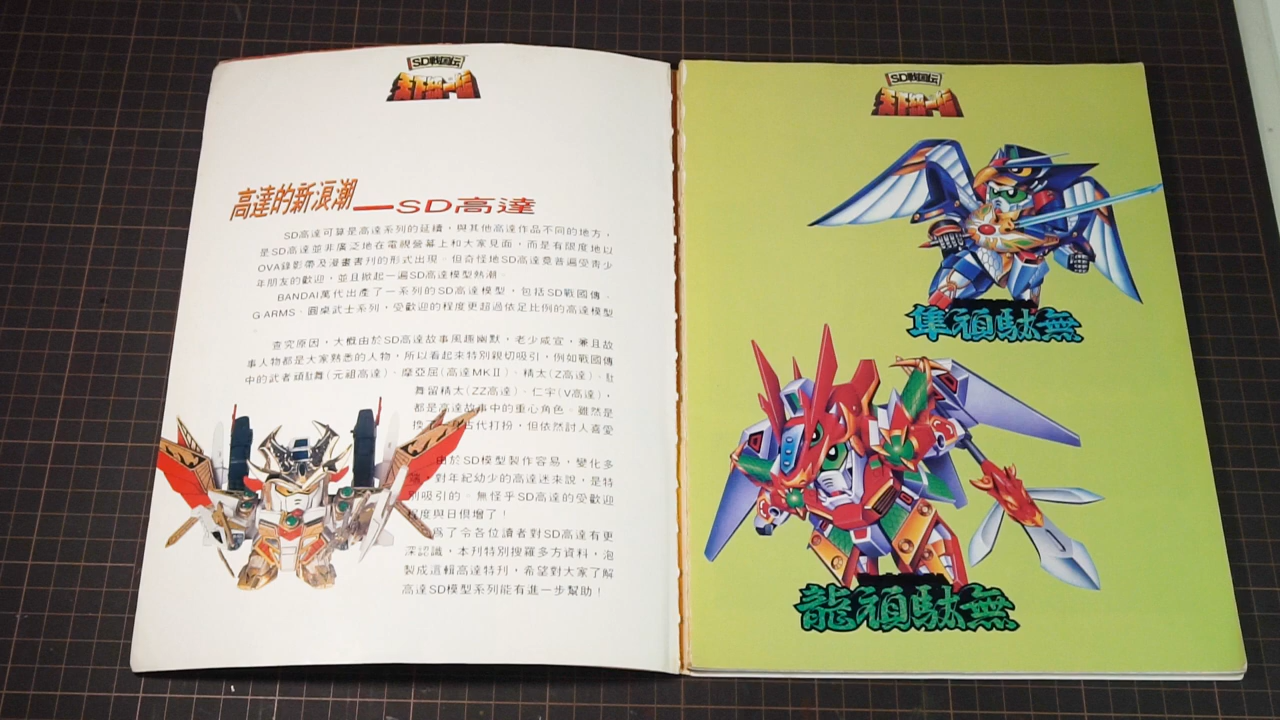 SD戦国伝
天下統一編
高達的新浪潮
—SD高達
SD高達可算是高達系列的延續，與其他高達作品不同的地方，
是SD高達並非廣泛地在電視螢幕上和大家見面，而是有限度地以
OVA錄影帶及漫畫書刊的形式出現。但奇怪地SD高達竟普遍受青少
年朋友的歡迎，並且掀起一遍SD高達模型熱潮。
BANDAI萬代出產了一系列的SD高達模型，包括SD戰國傳、
G-ARMS、圓桌武士系列，受歡迎的程度更超過依足比例的高達模型
查究原因，大概由於SD高達故事風趣幽默，老少咸宜，兼且故
事人物都是大家熟悉的人物，所以看起來特別親切吸引，例如戰國傳
中的武者頑駄舞(元祖高達)、摩亞屈(高達MKⅡ)、精太(Z高達)、駄
舞留精太(ZZ高達)、仁宇(V高達)，
都是高達故事中的重心角色。雖然是
換了一身古代打扮，但依然討人喜愛
由於SD模型製作容易，變化多
端，對年紀幼少的高達迷來說，是特
別吸引的。無怪乎SD高達的受歡迎
程度與日俱增了！
爲了令各位讀者對SD高達有更
深認識，本刊特別搜羅多方資料，泡
製成這輯高達特刋，希望對大家了解
高達SD模型系列能有進一步幫助！
SD戦国伝
天下統一編
隼頑駄無
龍頑駄無